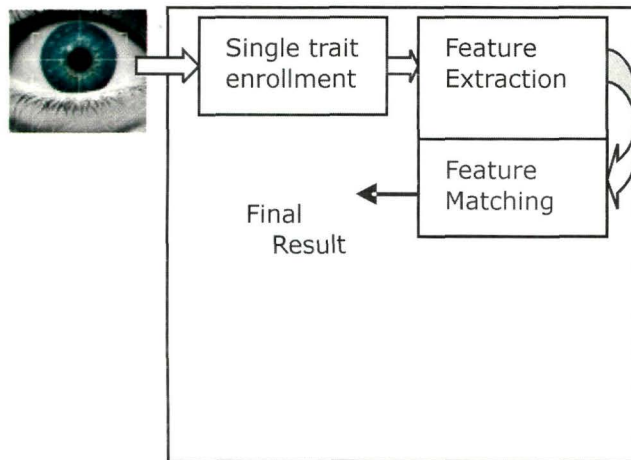 Single trait
enrollment
Feature
Extraction
Feature
Matching
Final
Result